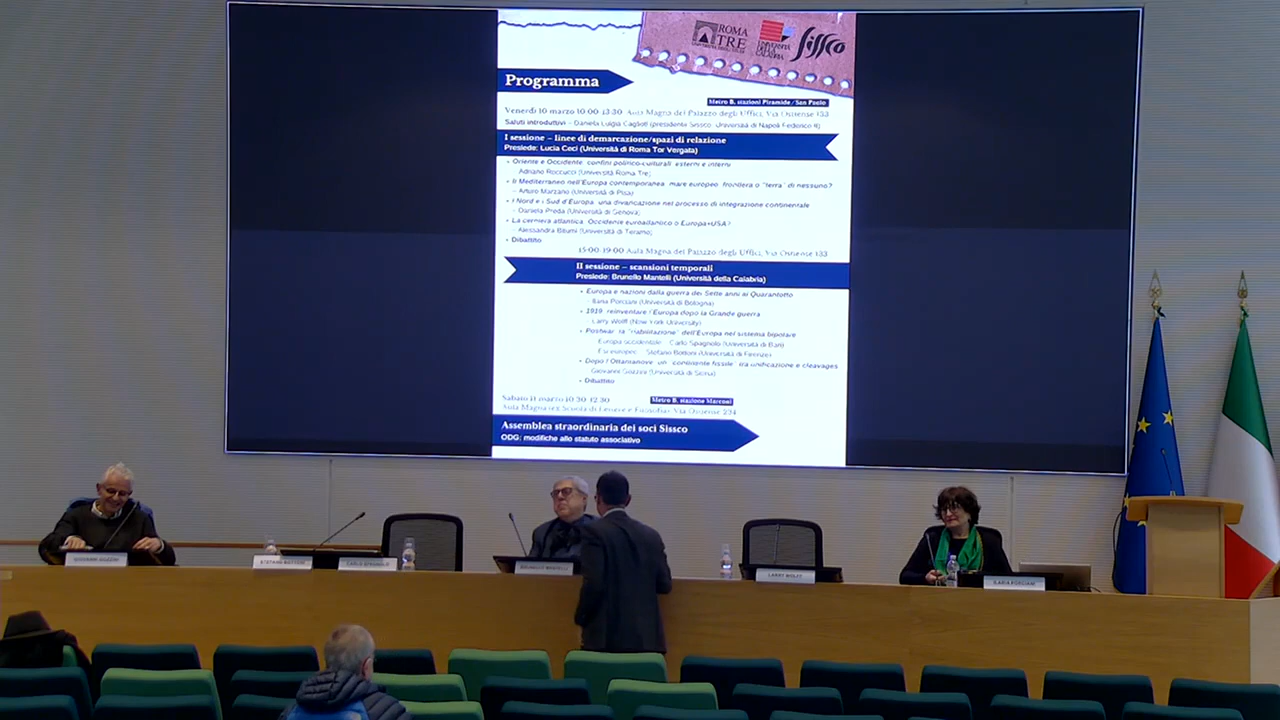 ROMA
TRE
UNIVERSITÀ
DELLA
CALABRIA
Sissco
Programma
Metro B, stazioni Piramide/San Paolo
Venerdì 10 marzo 10:00-13:30 Aula Magna del Palazzo degli Uffici, Via Ostiense 133
Saluti introduttivi – Daniela Luigia Caglioti (presidente Sissco, Università di Napoli Federico II)
I sessione – linee di demarcazione/spazi di relazione
Presiede: Lucia Ceci (Università di Roma Tor Vergata)
• Oriente e Occidente: confini politico-culturali, esterni e interni
Adriano Roccucci (Università Roma Tre)
• Il Mediterraneo nell'Europa contemporanea: mare europeo, frontiera o "terra" di nessuno?
– Arturo Marzano (Università di Pisa)
• I Nord e i Sud d'Europa: una divaricazione nel processo di integrazione continentale
– Daniela Preda (Università di Genova)
• La cerniera atlantica: Occidente euroatlantico o Europa+USA?
– Alessandra Bitumi (Università di Teramo)
• Dibattito
15:00-19:00 Aula Magna del Palazzo degli Uffici, Via Ostiense 133
II sessione – scansioni temporali
Presiede: Brunello Mantelli (Università della Calabria)
• Europa e nazioni dalla guerra dei Sette anni al Quarantotto
– Ilaria Porciani (Università di Bologna)
• 1919: reinventare l'Europa dopo la Grande guerra
Larry Wolff (New York University)
• Postwar: la "riabilitazione" dell'Europa nel sistema bipolare
Europa occidentale: Carlo Spagnolo (Università di Bari)
Est europeo: Stefano Bottoni (Università di Firenze)
• Dopo l'Ottantanove: un "continente fissile" tra unificazione e cleavages
Giovanni Gozzini (Università di Siena)
• Dibattito
Sabato 11 marzo 10:30-12:30
Metro B, stazione Marconi
Aula Magna ex Scuola di Lettere e Filosofia, Via Ostiense 234
Assemblea straordinaria dei soci Sissco
ODG: modifiche allo statuto associativo
GIOVANNI GOZZINI
STEFANO BOTTONI
CARLO SPAGNOLO
BRUNELLO MANTELLI
LARRY WOLFF
ILARIA PORCIANI